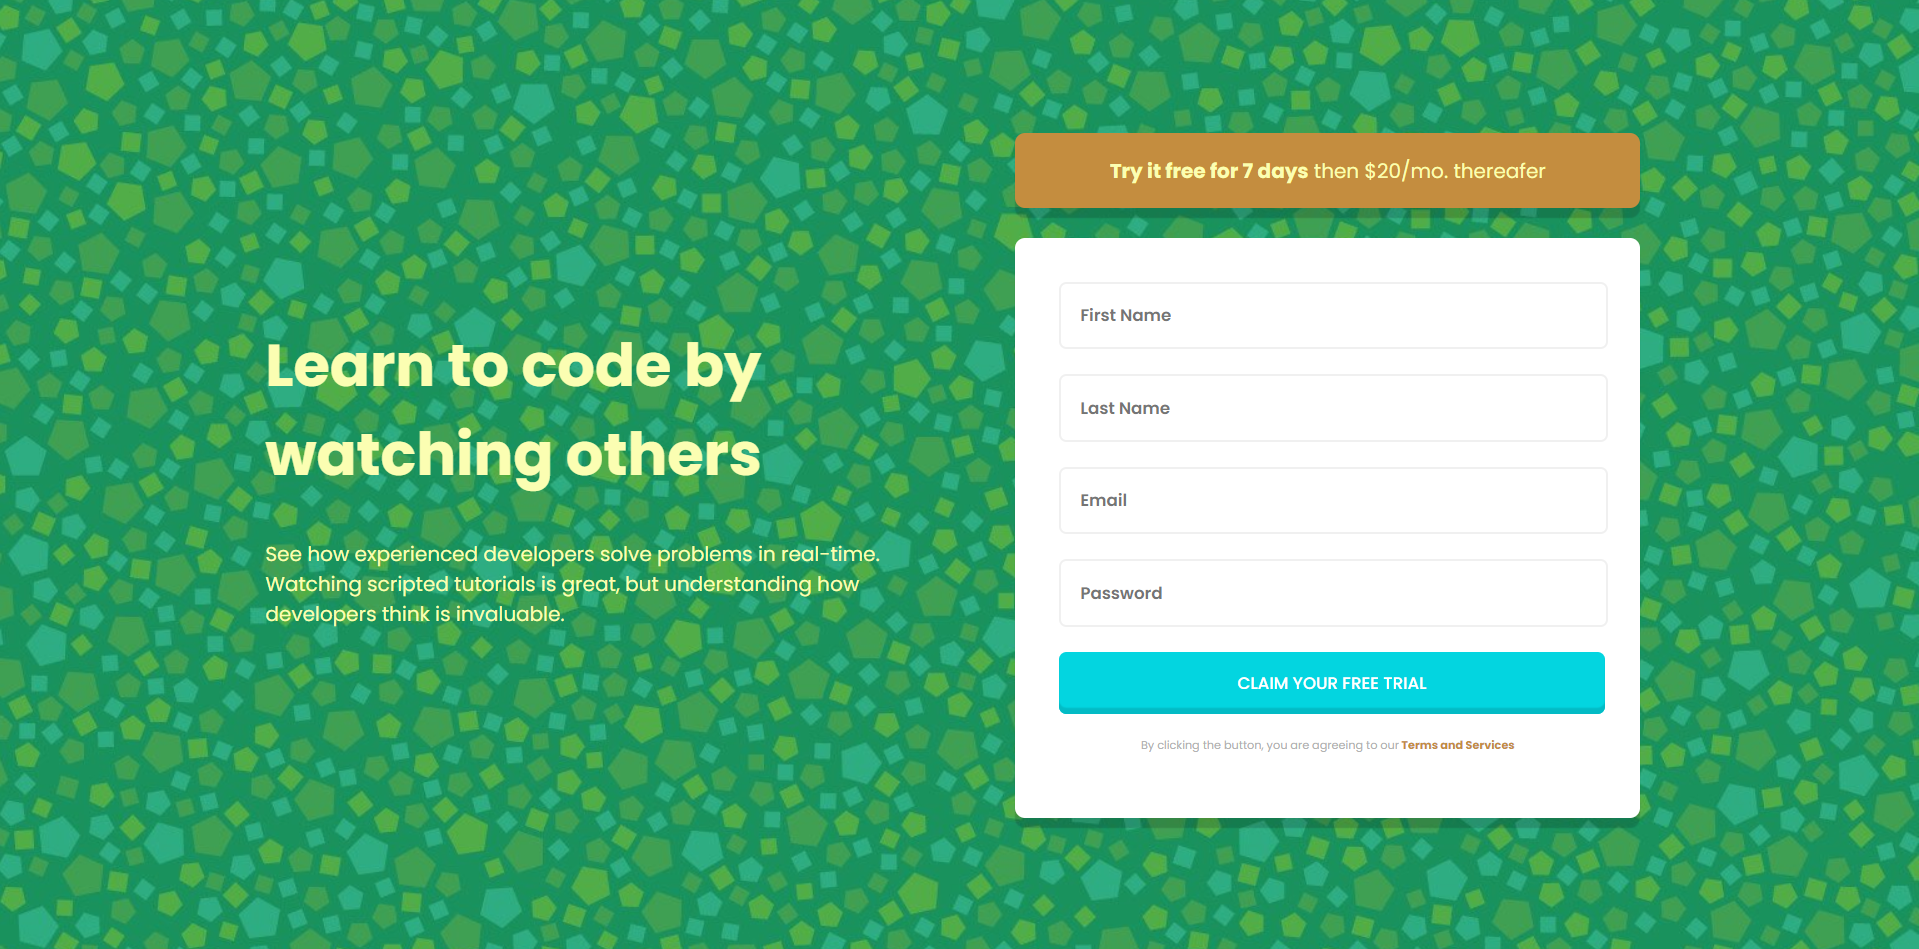 Learn to code by
watching others
See how experienced developers solve problems in real-time.
Watching scripted tutorials is great, but understanding how
developers think is invaluable.
Try it free for 7 days then $20/mo. thereafer
First Name
Last Name
Email
Password
CLAIM YOUR FREE TRIAL
By clicking the button, you are agreeing to our Terms and Services